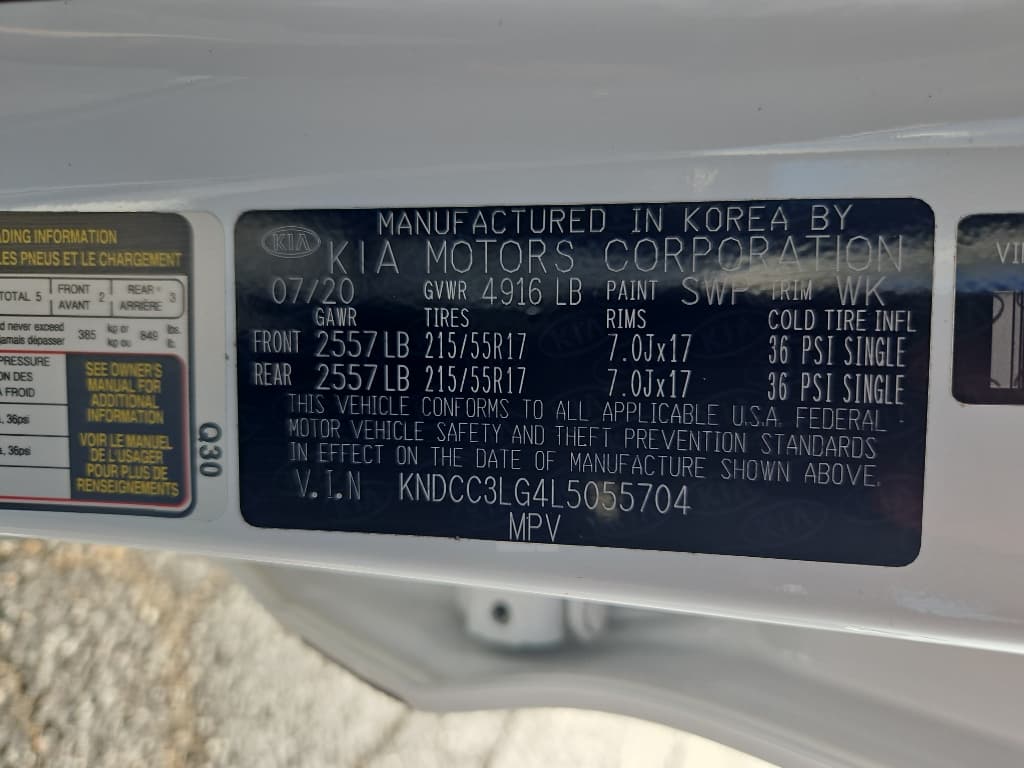 DING INFORMATION
LES PNEUS ET LE CHARGEMENT
TOTAL 5 FRONT AVANT 2 REAR ARRIÈRE 3
d never exceed
jamais dépasser 385 kg or kg ou 849 lbs. lb.
PRESSURE
ON DES
A FROID
36psi
36psi
SEE OWNER'S
MANUAL FOR
ADDITIONAL
INFORMATION
VOIR LE MANUEL
DE L'USAGER
POUR PLUS DE
RENSEIGNEMENTS
Q30
MANUFACTURED IN KOREA BY
KIA KIA MOTORS CORPORATION
07/20 GVWR 4916 LB PAINT SWP TRIM WK
GAWR TIRES RIMS COLD TIRE INFL
FRONT 2557 LB 215/55R17 7.0Jx17 36 PSI SINGLE
REAR 2557 LB 215/55R17 7.0Jx17 36 PSI SINGLE
THIS VEHICLE CONFORMS TO ALL APPLICABLE U.S.A. FEDERAL
MOTOR VEHICLE SAFETY AND THEFT PREVENTION STANDARDS
IN EFFECT ON THE DATE OF MANUFACTURE SHOWN ABOVE.
V.I.N KNDCC3LG4L5055704
MPV
VI